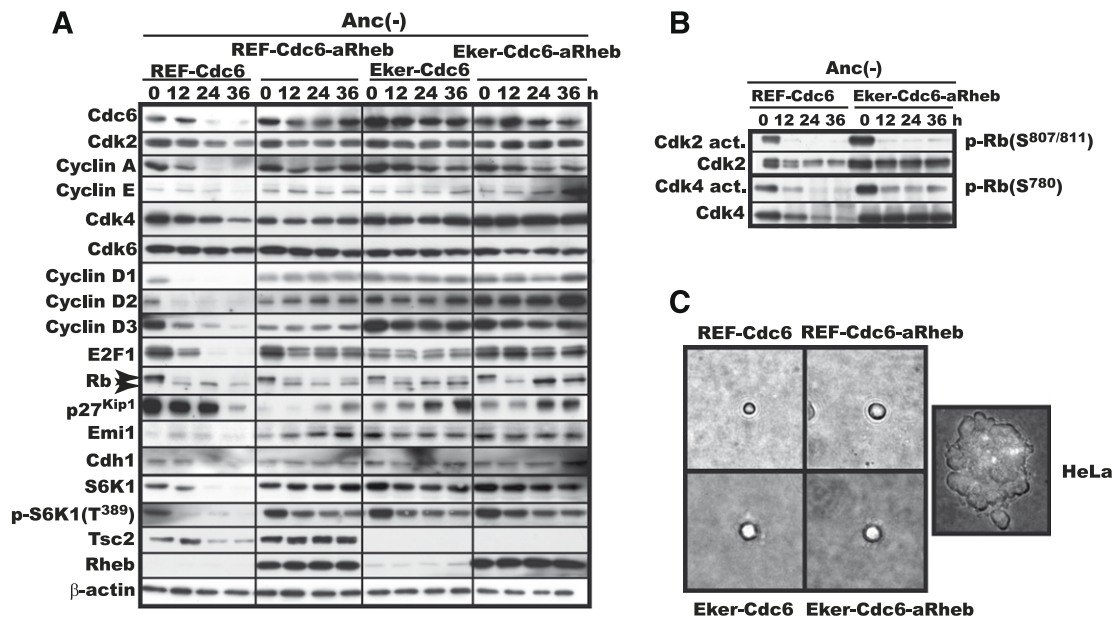 A
Anc(-)
REF-Cdc6-aRheb
Eker-Cdc6-aRheb
REF-Cdc6
Eker-Cdc6
0 12 24 36 0 12 24 36 0 12 24 36 0 12 24 36 h
Cdc6
Cdk2
Cyclin A
Cyclin E
Cdk4
Cdk6
Cyclin D1
Cyclin D2
Cyclin D3
E2F1
Rb
p27Kip1
Emi1
Cdh1
S6K1
p-S6K1(T389)
Tsc2
Rheb
β-actin
B
Anc(-)
REF-Cdc6 Eker-Cdc6-aRheb
0 12 24 36 0 12 24 36 h
Cdk2 act. p-Rb(S807/811)
Cdk2
Cdk4 act. p-Rb(S780)
Cdk4
C
REF-Cdc6 REF-Cdc6-aRheb
HeLa
Eker-Cdc6 Eker-Cdc6-aRheb